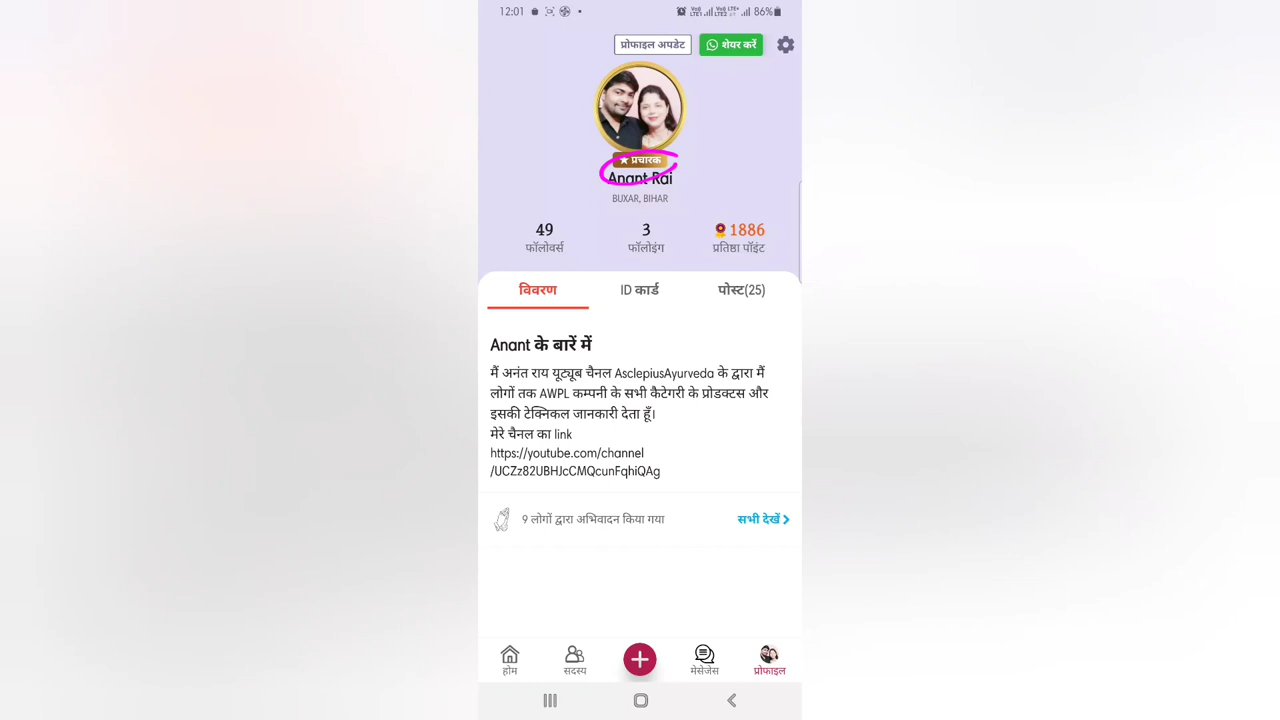 12:01
86%
प्रोफाइल अपडेट
शेयर करें
प्रचारक
Anant Rai
BUXAR, BIHAR
49 3 1886
फॉलोवर्स फॉलोइंग प्रतिष्ठा पॉइंट
विवरण ID कार्ड पोस्ट(25)
Anant के बारें में
मैं अनंत राय यूट्यूब चैनल AsclepiusAyurveda के द्वारा मैं
लोगों तक AWPL कम्पनी के सभी कैटेगरी के प्रोडक्टस और
इसकी टेक्निकल जानकारी देता हूँ।
मेरे चैनल का link
https://youtube.com/channel
/UCZz82UBHJcCMQcunFqhiQAg
9 लोगों द्वारा अभिवादन किया गया सभी देखें
होम सदस्य मेसेजेस प्रोफाइल